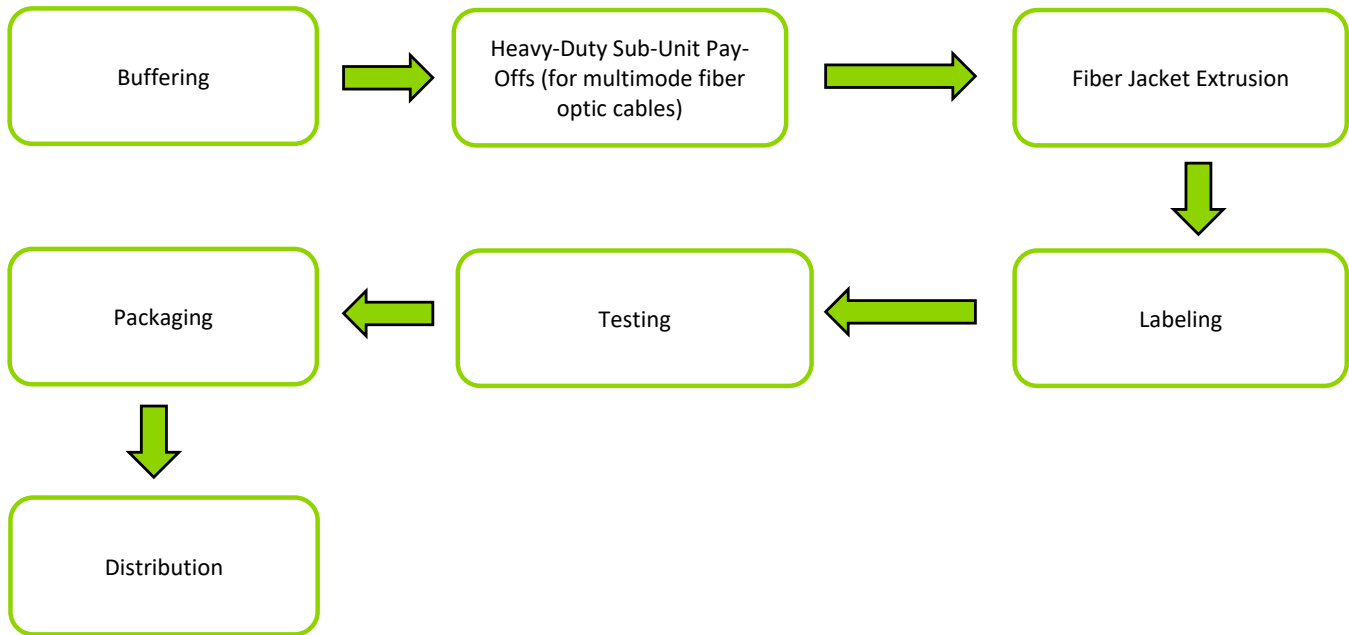 Buffering
Heavy-Duty Sub-Unit Pay-
Offs (for multimode fiber
optic cables)
Fiber Jacket Extrusion
Labeling
Testing
Packaging
Distribution